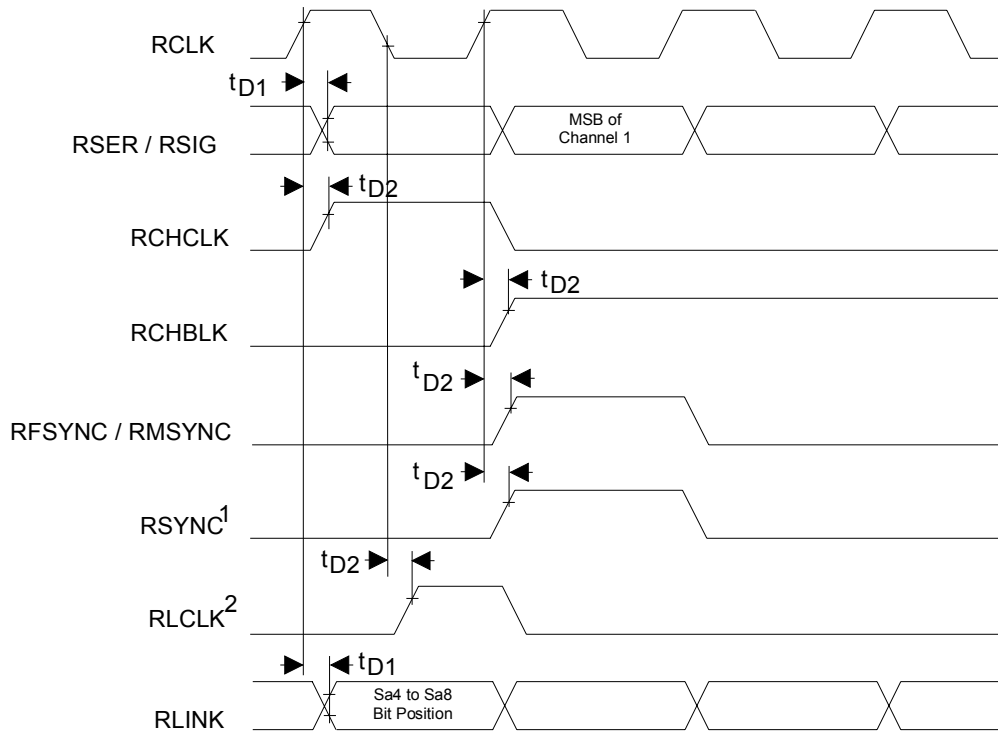 RCLK
tD1
RSER / RSIG
MSB of
Channel 1
tD2
RCHCLK
tD2
RCHBLK
tD2
RFSYNC / RMSYNC
tD2
RSYNC1
tD2
RLCLK2
tD1
RLINK
Sa4 to Sa8
Bit Position